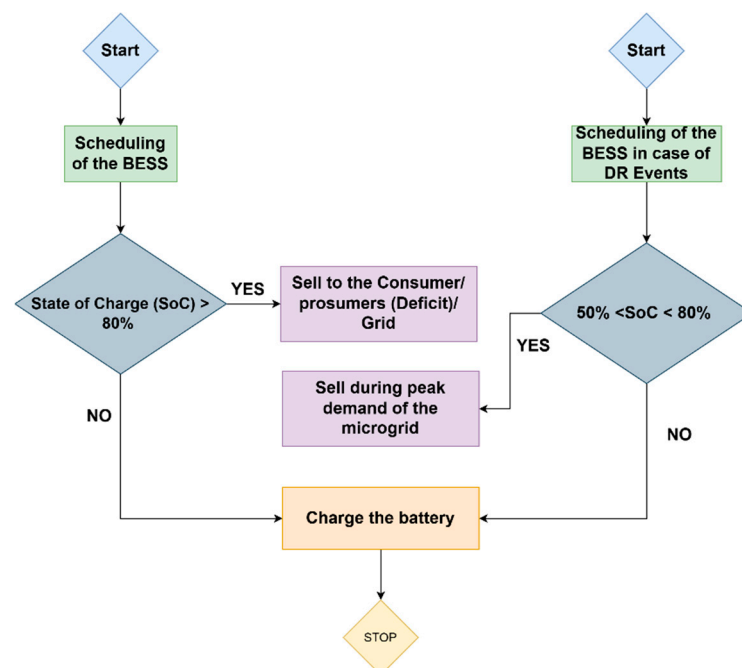 Start
Scheduling
of the BESS
State of Charge (SoC) >
80%
YES
Sell to the Consumer/
prosumers (Deficit)/
Grid
NO
Start
Scheduling of the
BESS in case of
DR Events
50% <SoC < 80%
YES
Sell during peak
demand of the
microgrid
NO
Charge the battery
STOP